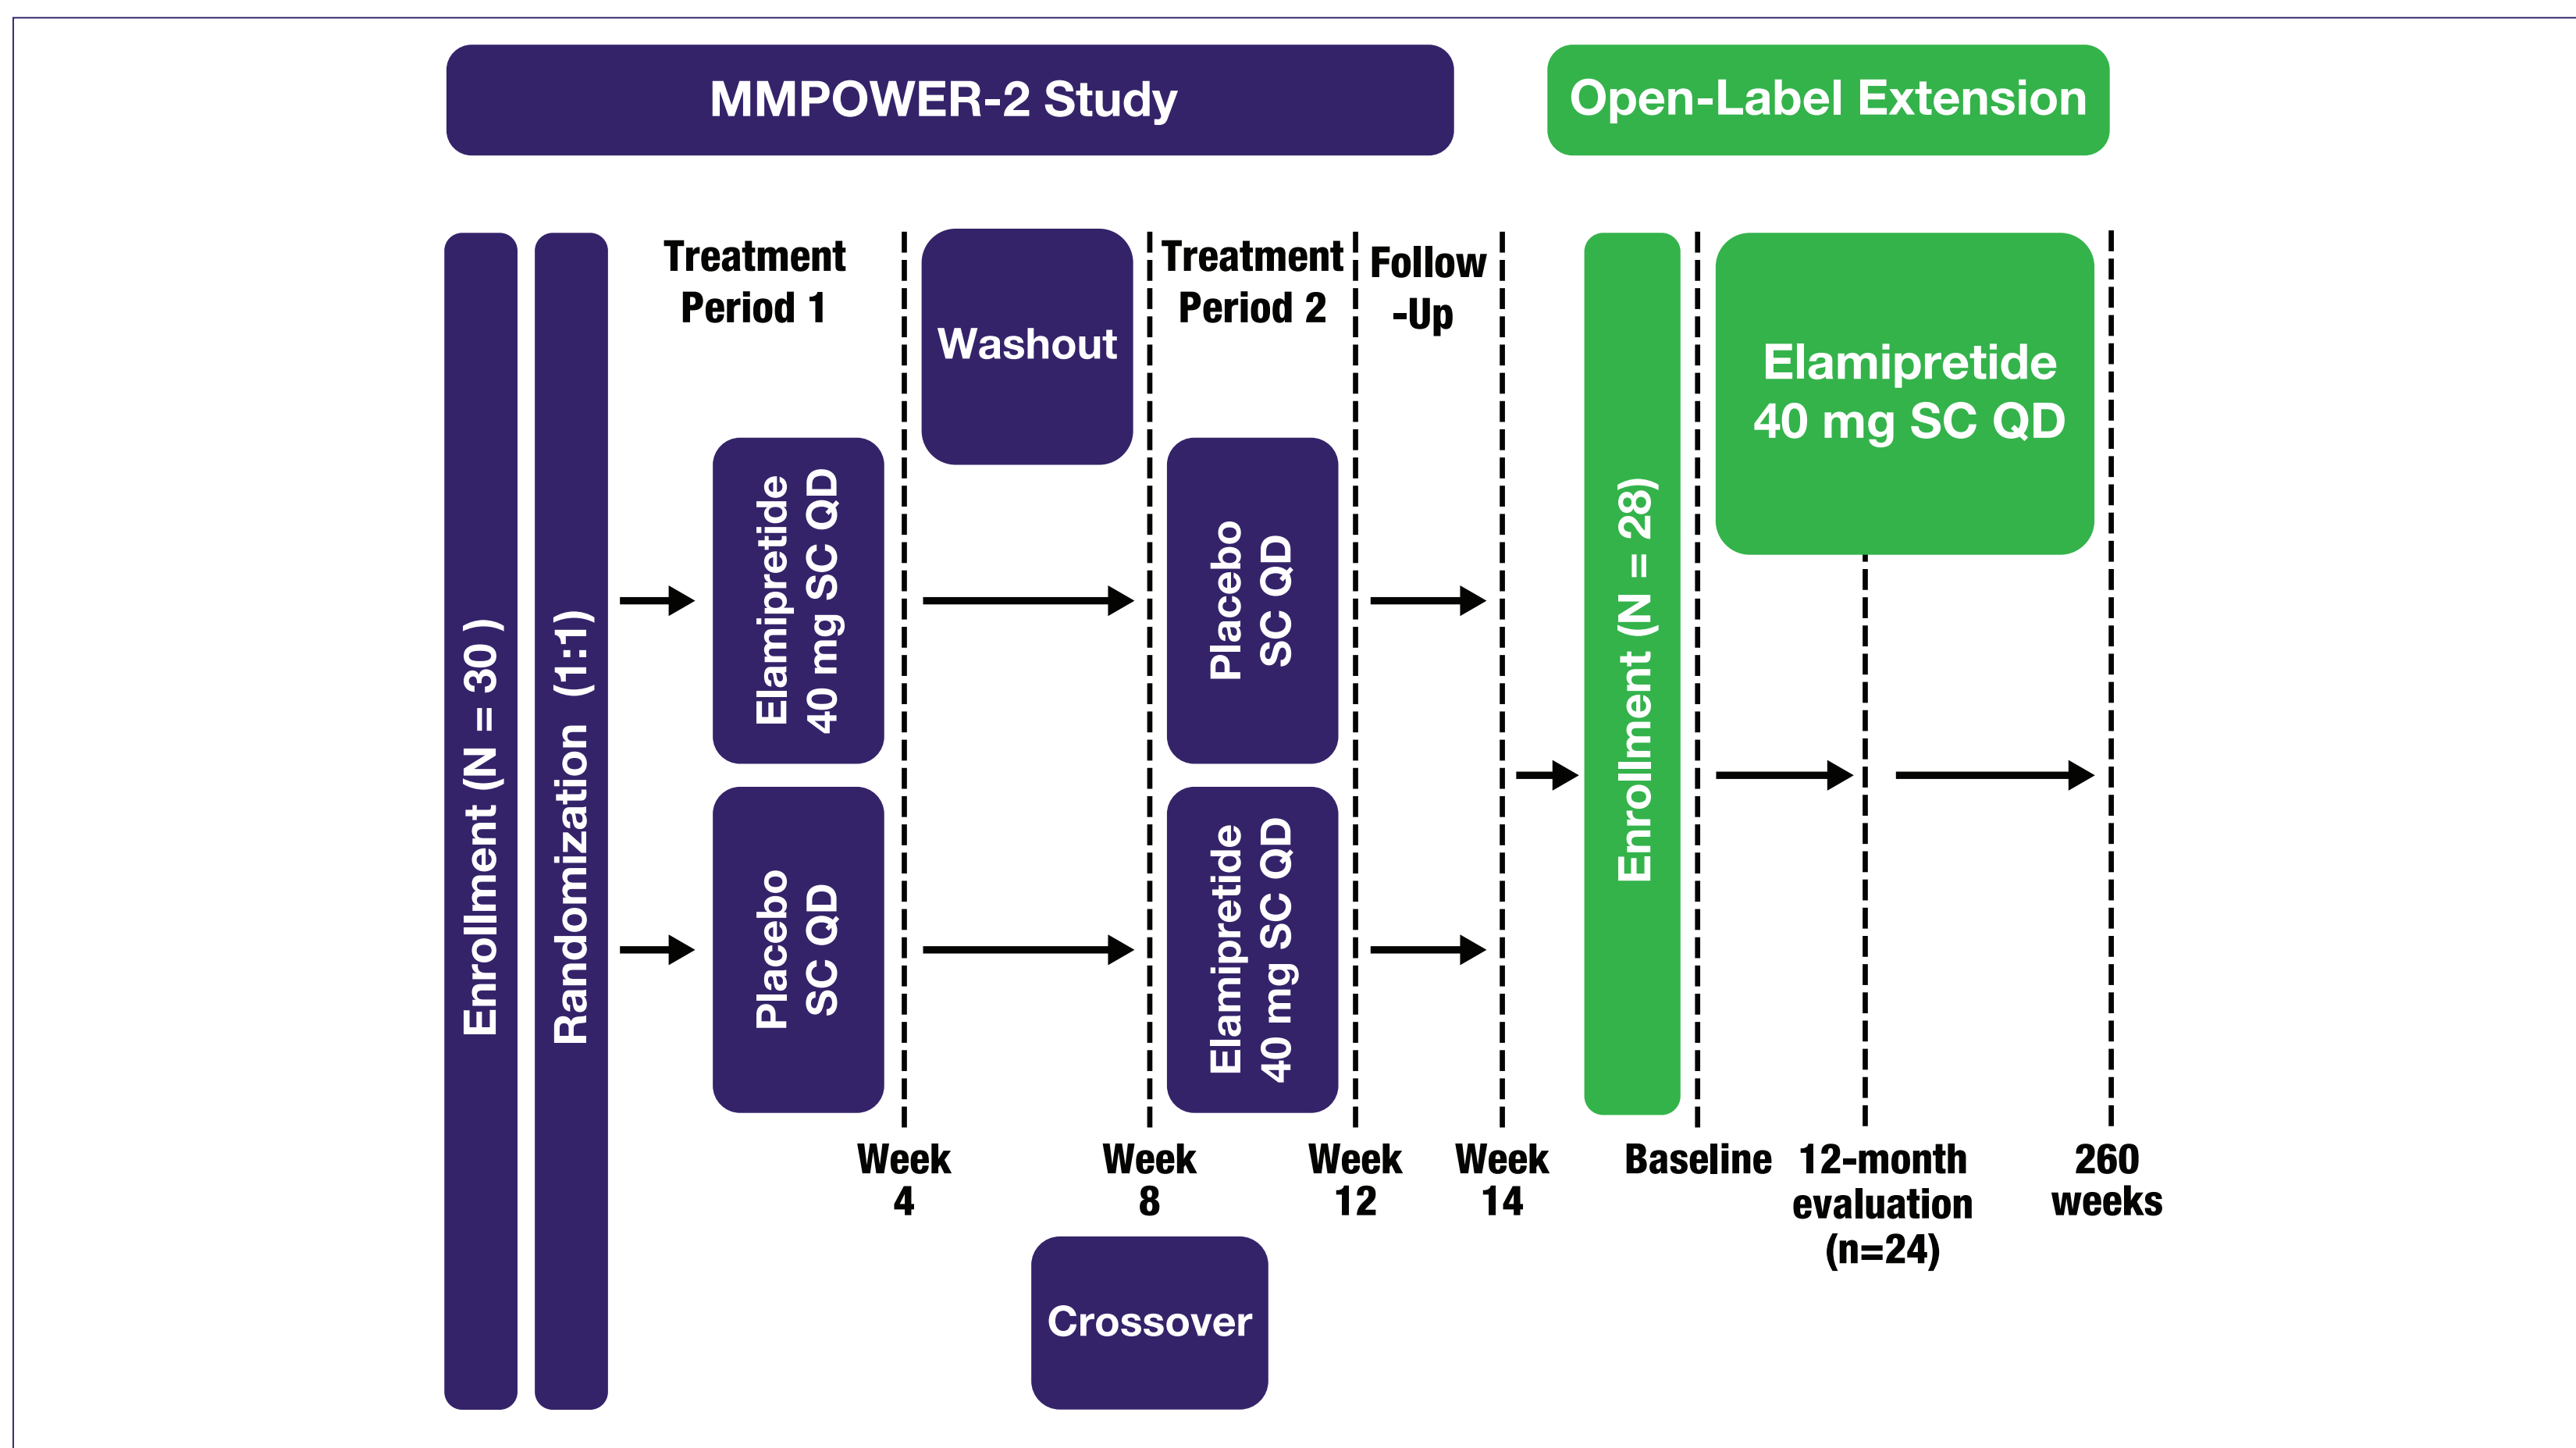 MMPOWER-2 Study
Open-Label Extension
Enrollment (N = 30 )
Randomization (1:1)
Treatment
Period 1
Washout
Treatment
Period 2
Follow
-Up
Elamipretide
40 mg SC QD
Placebo
SC QD
Placebo
SC QD
Elamipretide
40 mg SC QD
Enrollment (N = 28)
Elamipretide
40 mg SC QD
Week
4
Week
8
Week
12
Week
14
Baseline
12-month
evaluation
(n=24)
260
weeks
Crossover